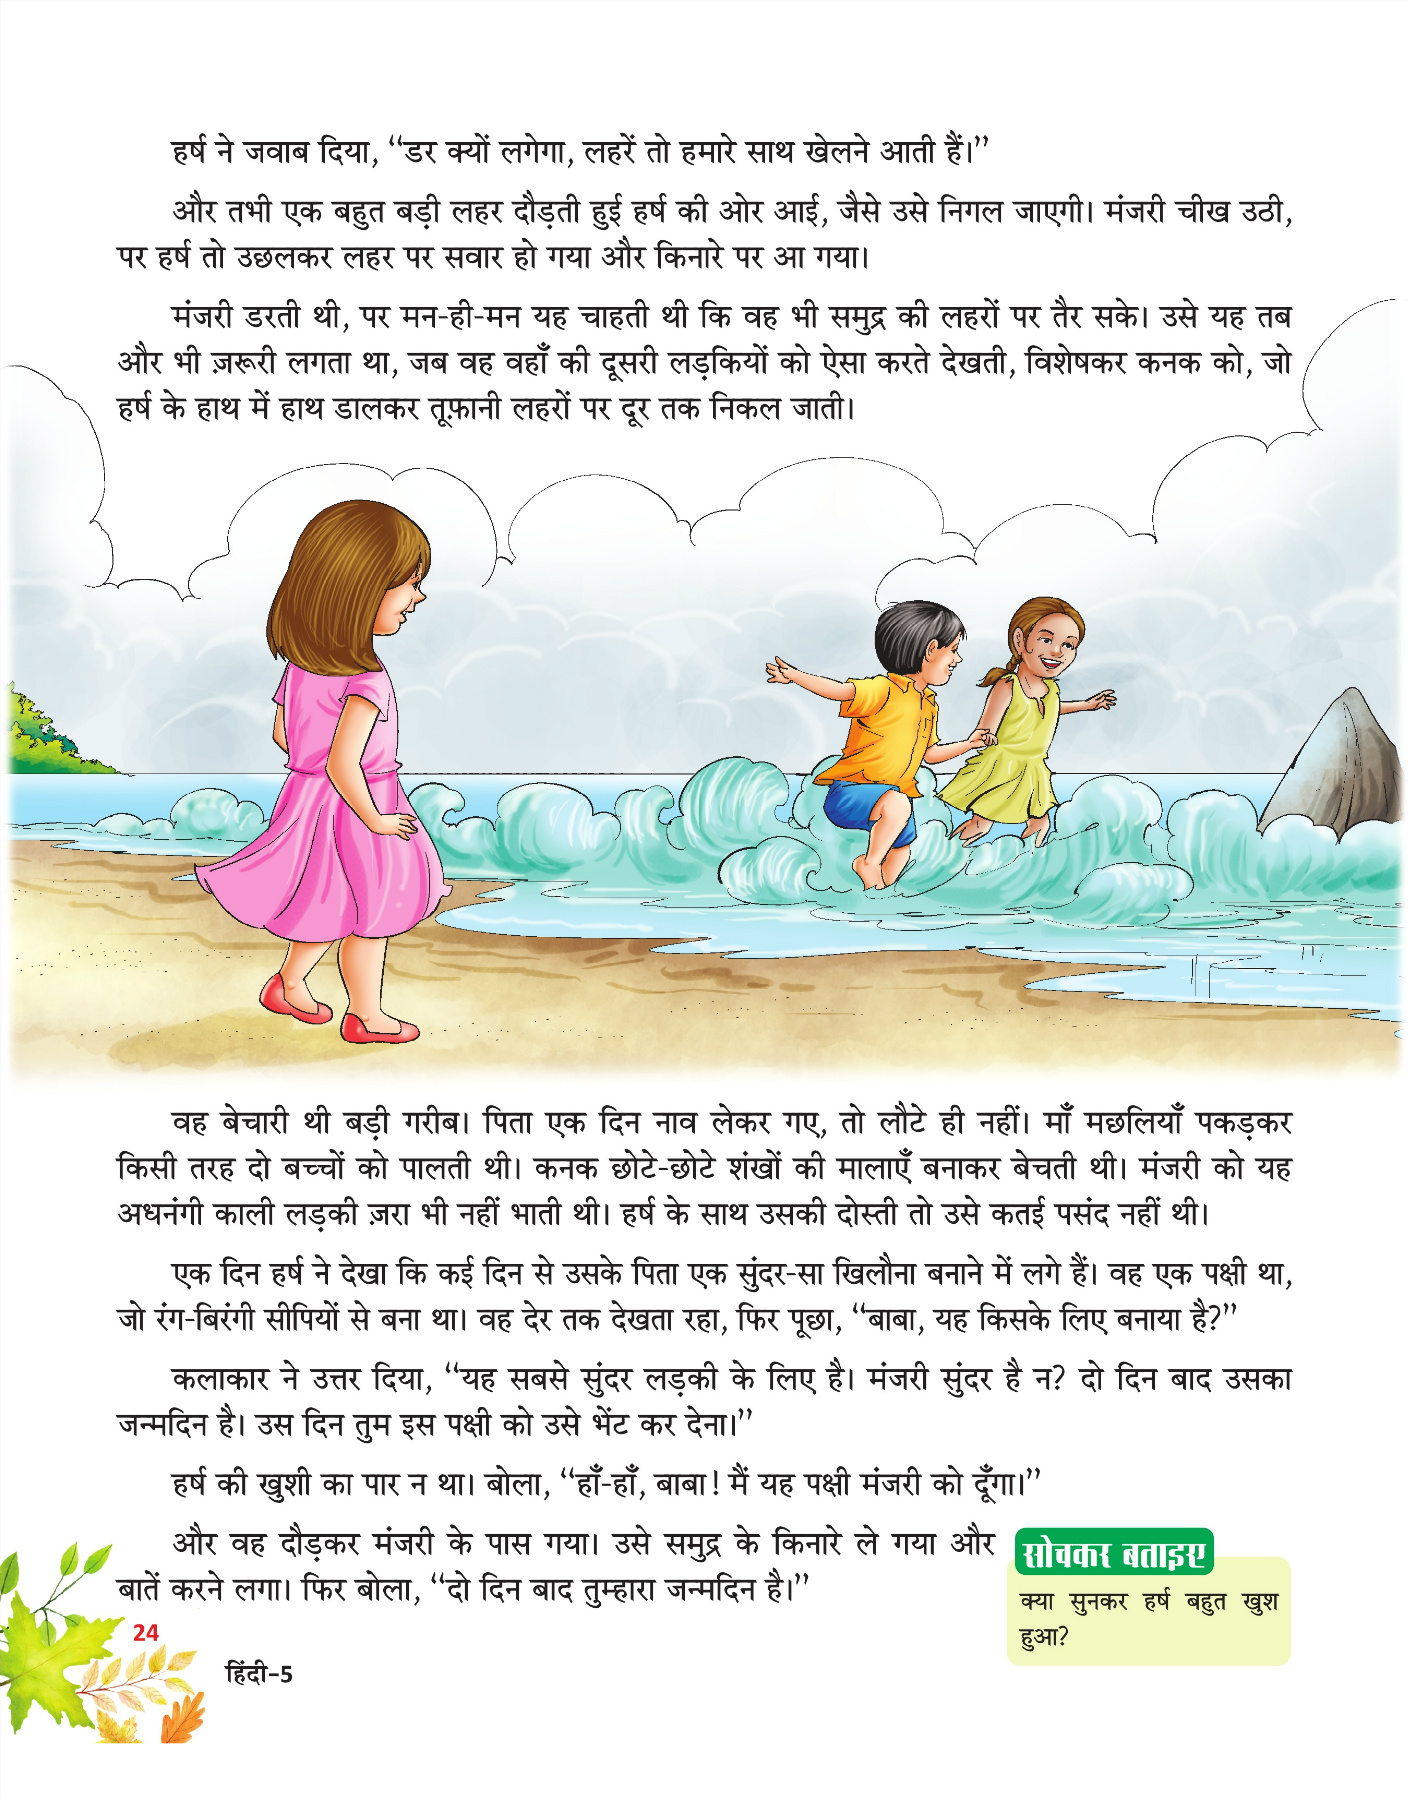 हर्ष ने जवाब दिया, “डर क्यों लगेगा, लहरें तो हमारे साथ खेलने आती हैं।”
और तभी एक बहुत बड़ी लहर दौड़ती हुई हर्ष की ओर आई, जैसे उसे निगल जाएगी। मंजरी चीख उठी,
पर हर्ष तो उछलकर लहर पर सवार हो गया और किनारे पर आ गया।
मंजरी डरती थी, पर मन-ही-मन यह चाहती थी कि वह भी समुद्र की लहरों पर तैर सके। उसे यह तब
और भी ज़रूरी लगता था, जब वह वहाँ की दूसरी लड़कियों को ऐसा करते देखती, विशेषकर कनक को, जो
हर्ष के हाथ में हाथ डालकर तूफ़ानी लहरों पर दूर तक निकल जाती।
वह बेचारी थी बड़ी गरीब। पिता एक दिन नाव लेकर गए, तो लौटे ही नहीं। माँ मछलियाँ पकड़कर
किसी तरह दो बच्चों को पालती थी। कनक छोटे-छोटे शंखों की मालाएँ बनाकर बेचती थी। मंजरी को यह
अधनंगी काली लड़की ज़रा भी नहीं भाती थी। हर्ष के साथ उसकी दोस्ती तो उसे कतई पसंद नहीं थी।
एक दिन हर्ष ने देखा कि कई दिन से उसके पिता एक सुंदर-सा खिलौना बनाने में लगे हैं। वह एक पक्षी था,
जो रंग-बिरंगी सीपियों से बना था। वह देर तक देखता रहा, फिर पूछा, “बाबा, यह किसके लिए बनाया है?”
कलाकार ने उत्तर दिया, “यह सबसे सुंदर लड़की के लिए है। मंजरी सुंदर है न? दो दिन बाद उसका
जन्मदिन है। उस दिन तुम इस पक्षी को उसे भेंट कर देना।”
हर्ष की खुशी का पार न था। बोला, “हाँ-हाँ, बाबा! मैं यह पक्षी मंजरी को दूँगा।”
और वह दौड़कर मंजरी के पास गया। उसे समुद्र के किनारे ले गया और
बातें करने लगा। फिर बोला, “दो दिन बाद तुम्हारा जन्मदिन है।”
सोचकर बताइए
क्या सुनकर हर्ष बहुत खुश
हुआ?
24
हिंदी–5